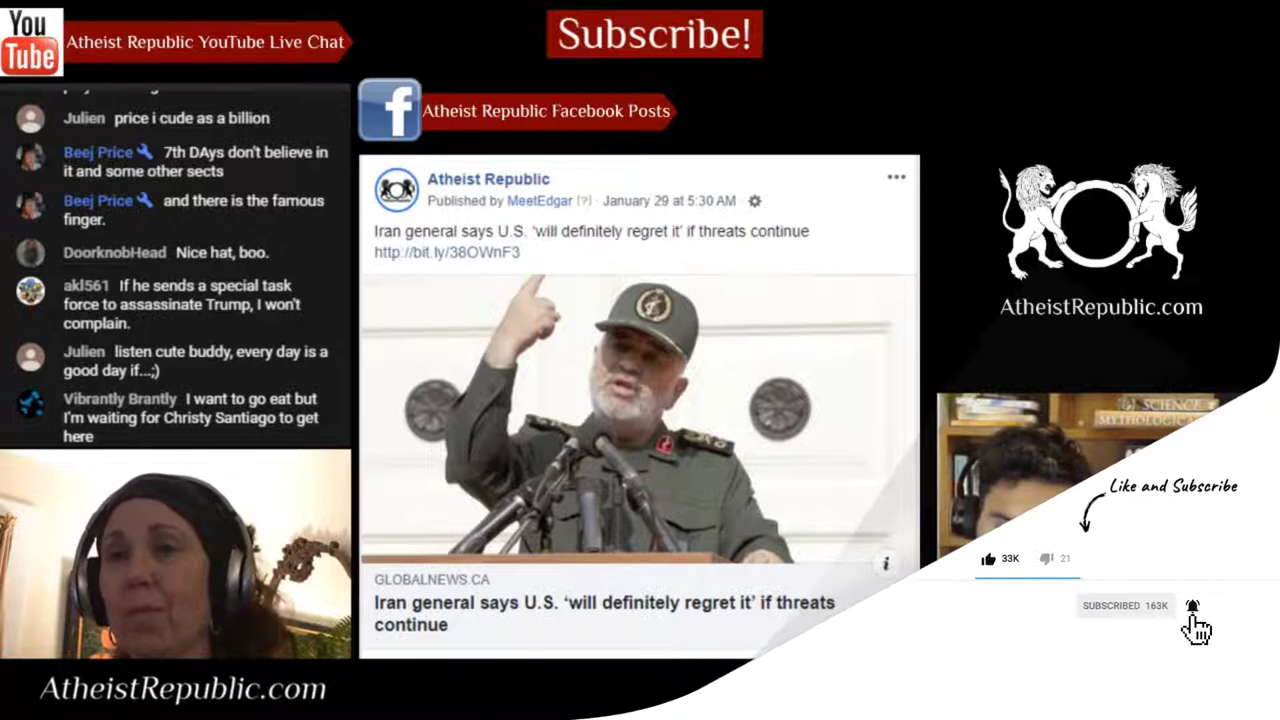 You
Tube
Atheist Republic YouTube Live Chat
Subscribe!
Julien price i cude as a billion
Beej Price 7th DAys don't believe in
it and some other sects
Beej Price and there is the famous
finger.
DoorknobHead Nice hat, boo.
akl561 If he sends a special task
force to assassinate Trump, I won't
complain.
Julien listen cute buddy, every day is a
good day if...;)
Vibrantly Brantly I want to go eat but
I'm waiting for Christy Santiago to get
here
f
Atheist Republic Facebook Posts
Atheist Republic
Published by MeetEdgar [?] · January 29 at 5:30 AM
Iran general says U.S. 'will definitely regret it' if threats continue
http://bit.ly/38OWnF3
GLOBALNEWS.CA
Iran general says U.S. ‘will definitely regret it’ if threats
continue
AtheistRepublic.com
SCIENCE
Like and Subscribe
33K 21
SUBSCRIBED 163K
AtheistRepublic.com